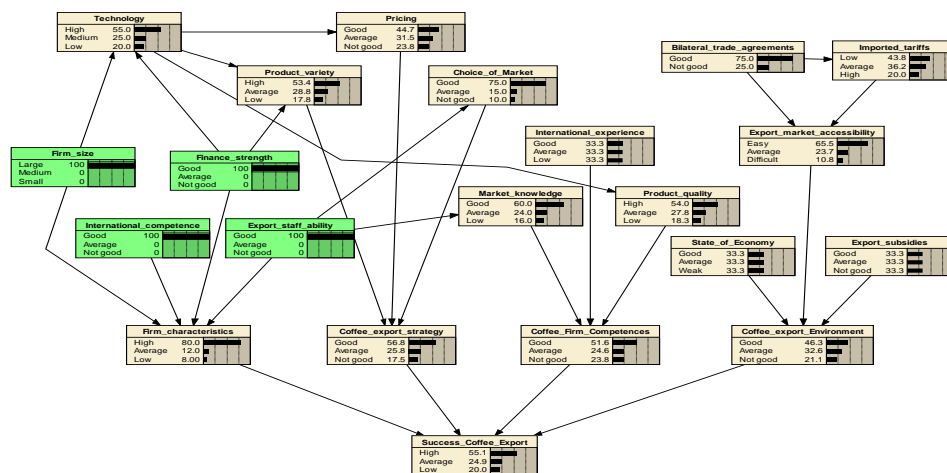 Technology
High 55.0
Medium 25.0
Low 20.0
Pricing
Good 44.7
Average 31.5
Not good 23.8
Bilateral_trade_agreements
Good 75.0
Not good 25.0
Imported_tariffs
Low 43.8
Average 36.2
High 20.0
Product_variety
High 53.4
Average 28.8
Low 17.8
Choice_of_Market
Good 75.0
Average 15.0
Not good 10.0
International_experience
Good 33.3
Average 33.3
Low 33.3
Export_market_accessibility
Easy 65.5
Average 23.7
Difficult 10.8
Firm_size
Large 100
Medium 0
Small 0
Finance_strength
Good 100
Average 0
Not good 0
Market_knowledge
Good 60.0
Average 24.0
Low 16.0
Product_quality
High 54.0
Average 27.8
Low 18.3
International_competence
Good 100
Average 0
Not good 0
Export_staff_ability
Good 100
Average 0
Not good 0
State_of_Economy
Good 33.3
Average 33.3
Weak 33.3
Export_subsidies
Good 33.3
Average 33.3
Not good 33.3
Firm_characteristics
High 80.0
Average 12.0
Low 8.00
Coffee_export_strategy
Good 56.8
Average 25.8
Not good 17.5
Coffee_Firm_Competences
Good 51.6
Average 24.6
Not good 23.8
Coffee_export_Environment
Good 46.3
Average 32.6
Not good 21.1
Success_Coffee_Export
High 55.1
Average 24.9
Low 20.0